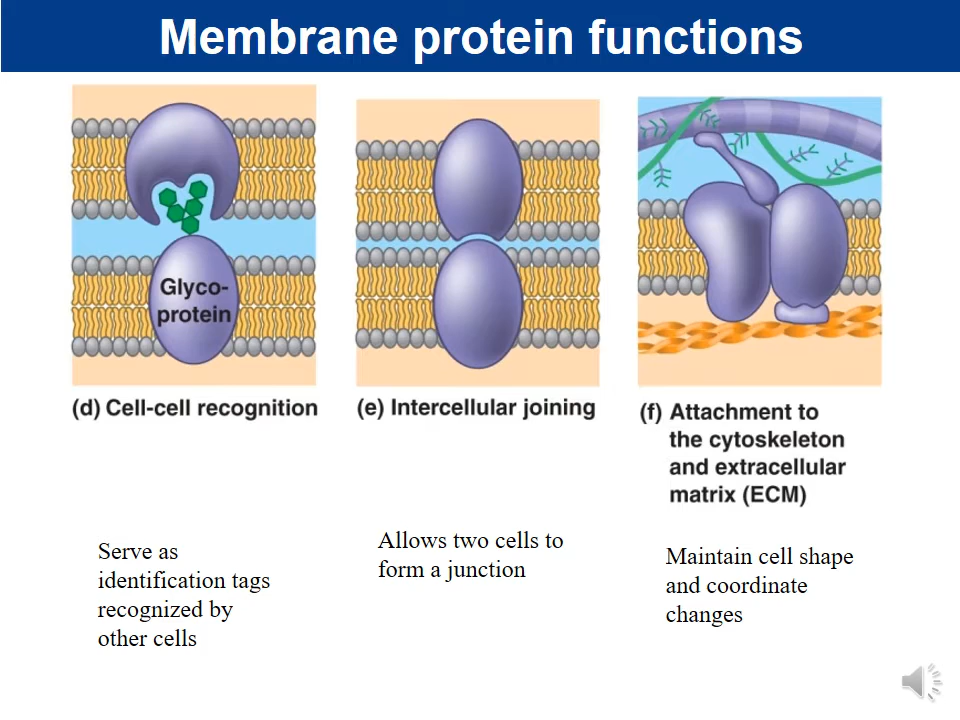 Membrane protein functions
Glyco-
protein
(d) Cell-cell recognition
(e) Intercellular joining
(f) Attachment to
the cytoskeleton
and extracellular
matrix (ECM)
Serve as
identification tags
recognized by
other cells
Allows two cells to
form a junction
Maintain cell shape
and coordinate
changes